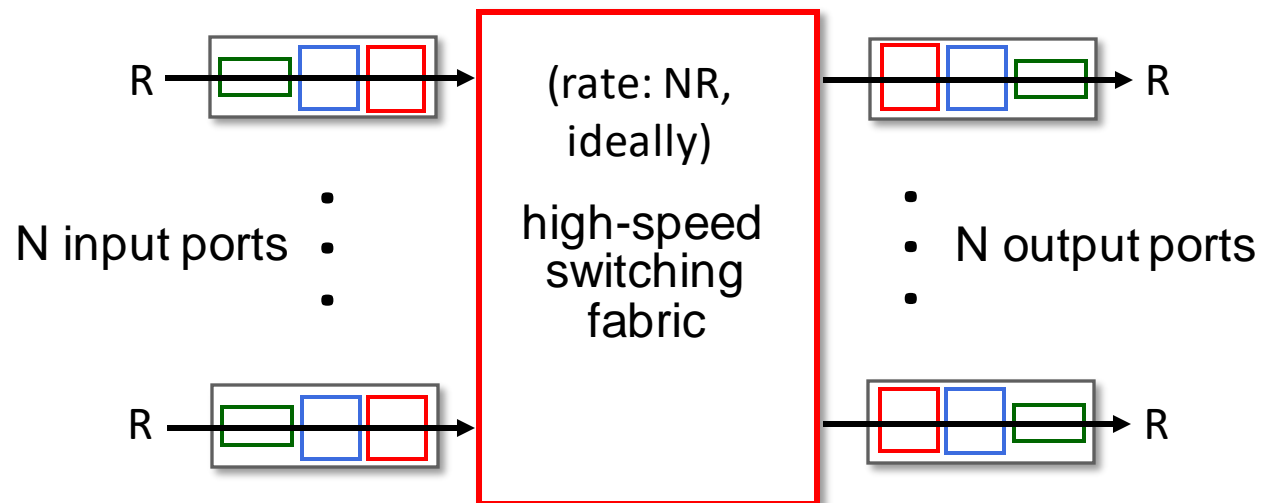 R
(rate: NR,
ideally)
R
N input ports
high-speed
switching
fabric
N output ports
R
R